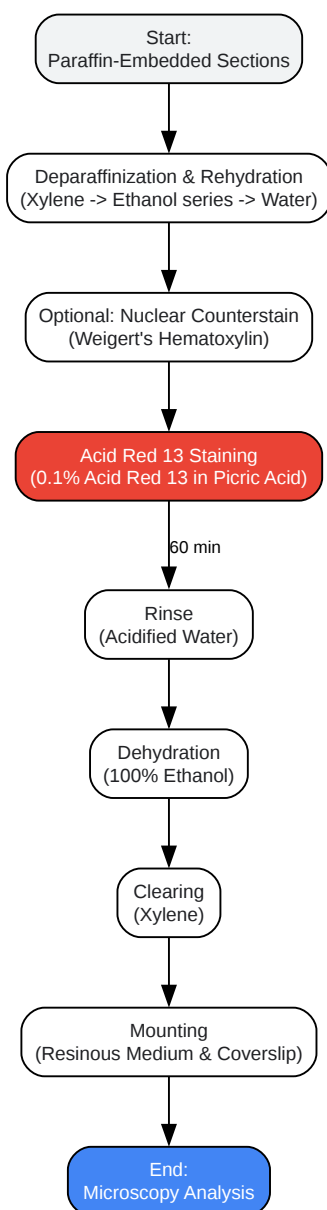 Start:
Paraffin-Embedded Sections
Deparaffinization & Rehydration
(Xylene -> Ethanol series -> Water)
Optional: Nuclear Counterstain
(Weigert's Hematoxylin)
Acid Red 13 Staining
(0.1% Acid Red 13 in Picric Acid)
60 min
Rinse
(Acidified Water)
Dehydration
(100% Ethanol)
Clearing
(Xylene)
Mounting
(Resinous Medium & Coverslip)
End:
Microscopy Analysis